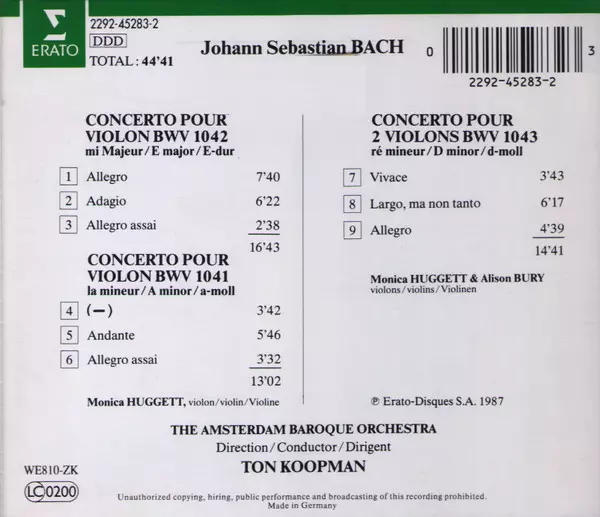 ERATO
2292-45283-2
DDD
TOTAL : 44'41
Johann Sebastian BACH
0
3
2292-45283-2
CONCERTO POUR
VIOLON BWV 1042
mi Majeur/E major/E-dur
1 Allegro 7'40
2 Adagio 6'22
3 Allegro assai 2'38
16'43
CONCERTO POUR
VIOLON BWV 1041
la mineur/A minor/a-moll
4 (–) 3'42
5 Andante 5'46
6 Allegro assai 3'32
13'02
Monica HUGGETT, violon/violin/Violine
CONCERTO POUR
2 VIOLONS BWV 1043
ré mineur/D minor/d-moll
7 Vivace 3'43
8 Largo, ma non tanto 6'17
9 Allegro 4'39
14'41
Monica HUGGETT & Alison BURY
violons/violins/Violinen
℗ Erato-Disques S.A. 1987
THE AMSTERDAM BAROQUE ORCHESTRA
Direction/Conductor/Dirigent
TON KOOPMAN
WE810-ZK
LC0200
Unauthorized copying, hiring, public performance and broadcasting of this recording prohibited.
Made in Germany